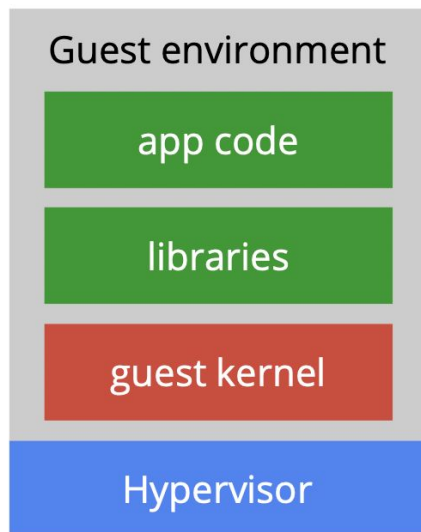 Guest environment
app code
libraries
guest kernel
Hypervisor